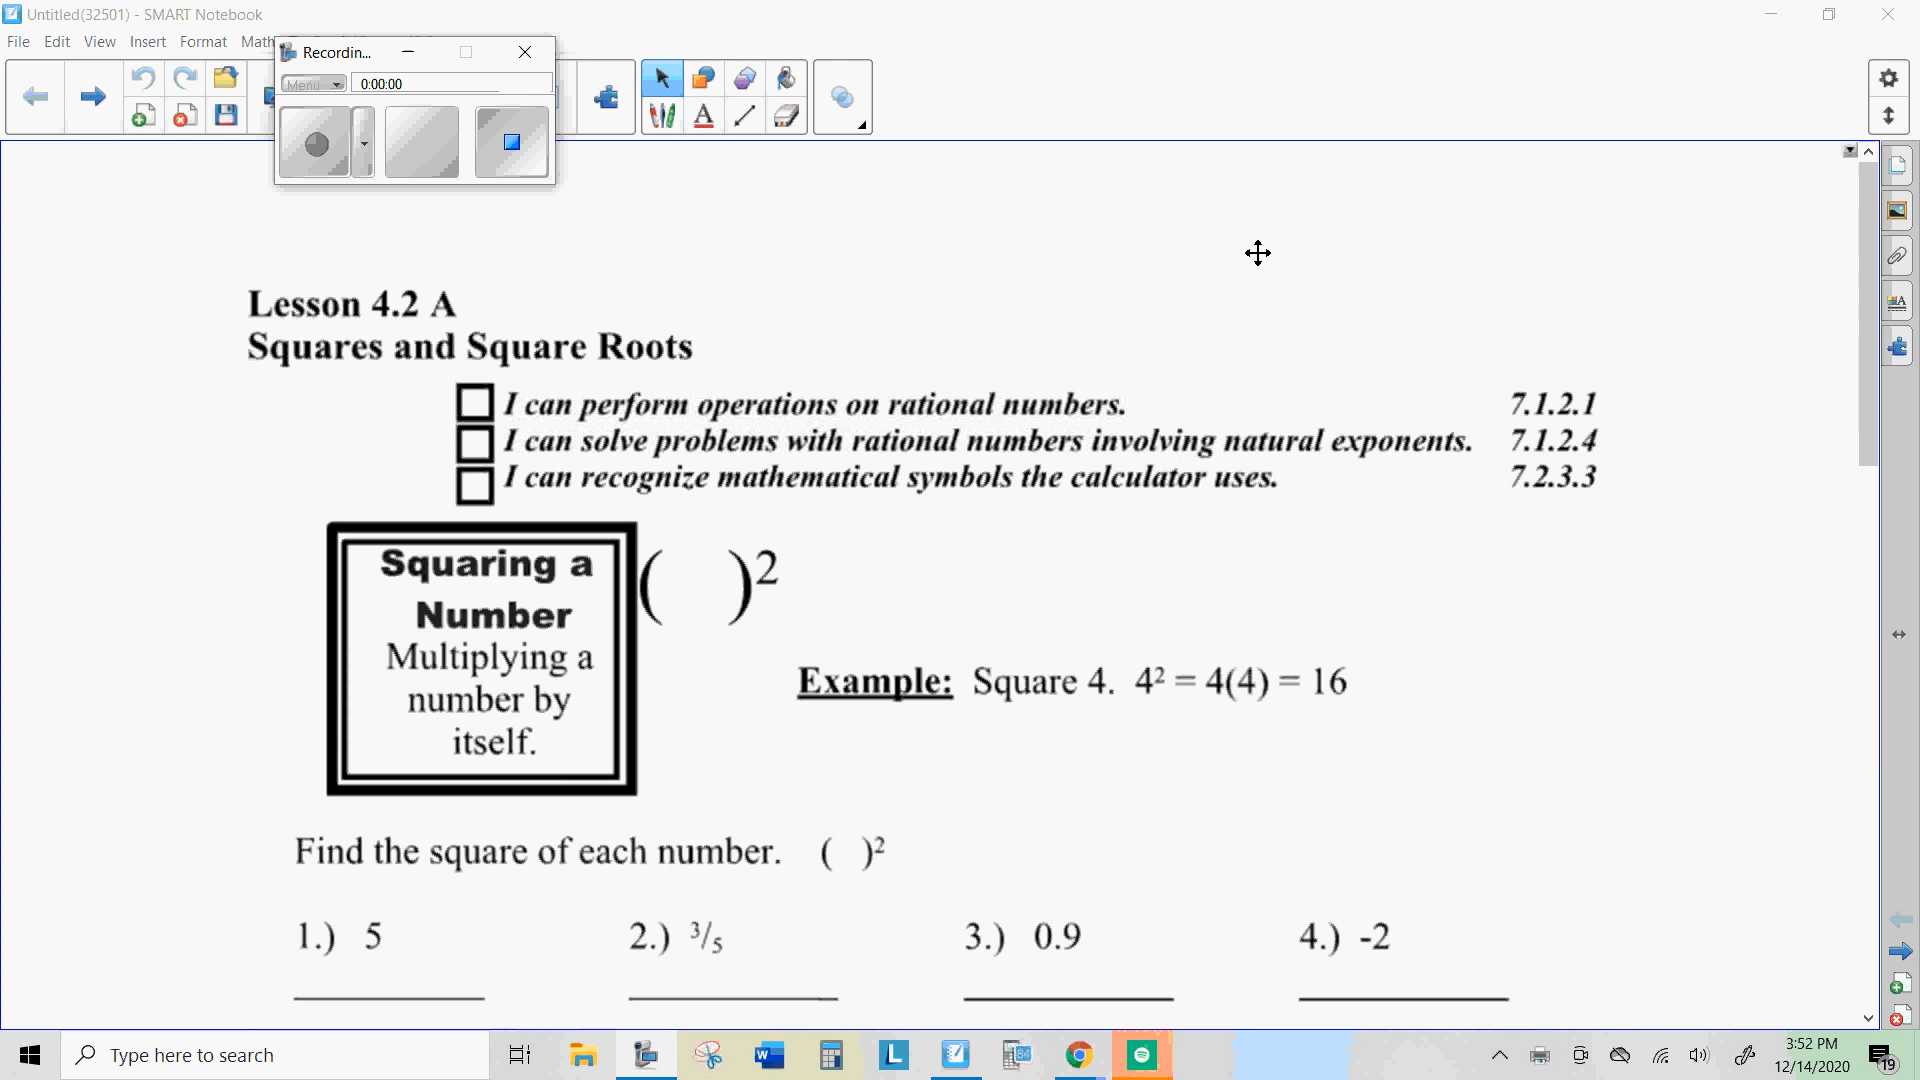 Untitled(32501) - SMART Notebook
File Edit View Insert Format Math
Recordin...
Menu 0:00:00
Lesson 4.2 A
Squares and Square Roots
I can perform operations on rational numbers. 7.1.2.1
I can solve problems with rational numbers involving natural exponents. 7.1.2.4
I can recognize mathematical symbols the calculator uses. 7.2.3.3
Squaring a
Number
Multiplying a
number by
itself.
( )²
Example: Square 4. 4² = 4(4) = 16
Find the square of each number. ( )²
1.) 5 2.) ³/₅ 3.) 0.9 4.) -2
Type here to search
3:52 PM
12/14/2020
19